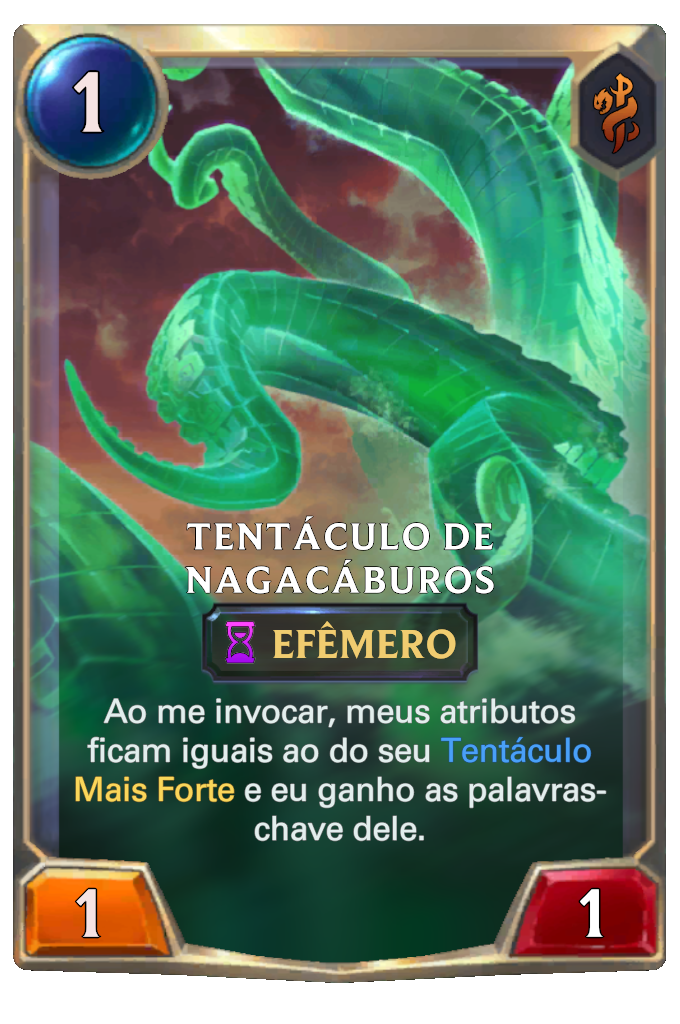 1
TENTÁCULO DE
NAGACÁBUROS
EFÊMERO
Ao me invocar, meus atributos
ficam iguais ao do seu Tentáculo
Mais Forte e eu ganho as palavras-
chave dele.
1
1